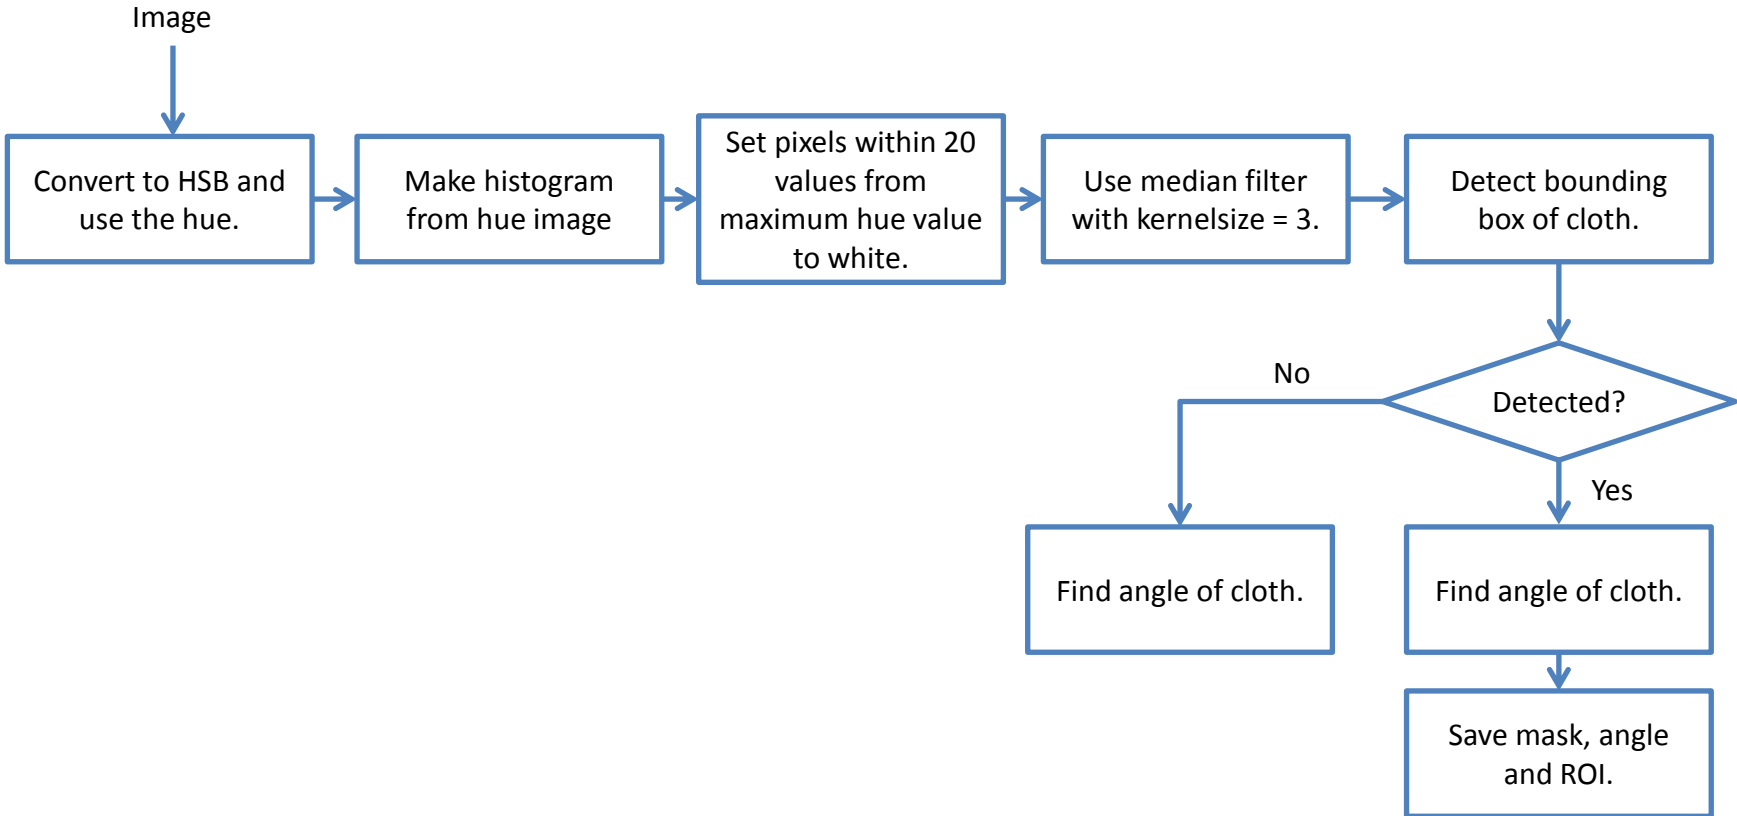 Image
Convert to HSB and
use the hue.
Make histogram
from hue image
Set pixels within 20
values from
maximum hue value
to white.
Use median filter
with kernelsize = 3.
Detect bounding
box of cloth.
Detected?
No
Yes
Find angle of cloth.
Find angle of cloth.
Save mask, angle
and ROI.